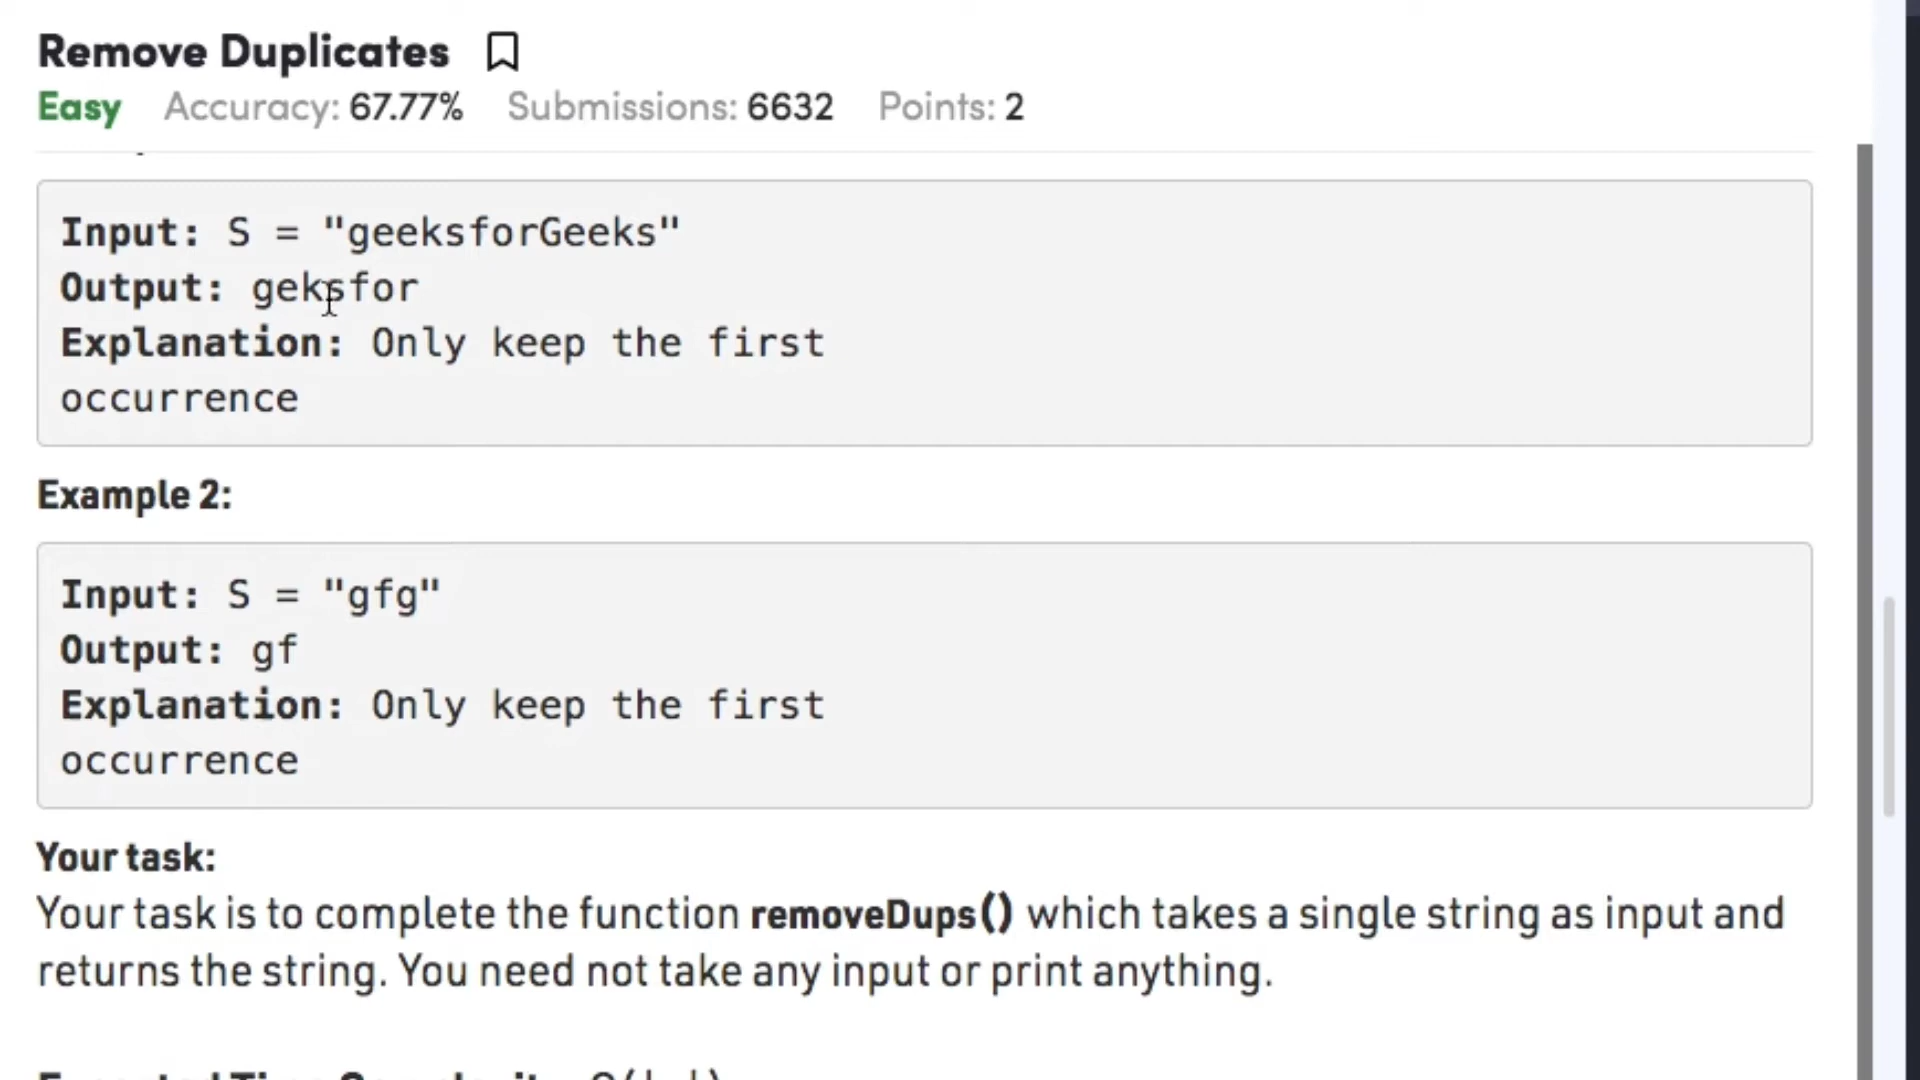 Remove Duplicates
Easy Accuracy: 67.77% Submissions: 6632 Points: 2
Input: S = "geeksforGeeks"
Output: geksfor
Explanation: Only keep the first
occurrence
Example 2:
Input: S = "gfg"
Output: gf
Explanation: Only keep the first
occurrence
Your task:
Your task is to complete the function removeDups() which takes a single string as input and
returns the string. You need not take any input or print anything.